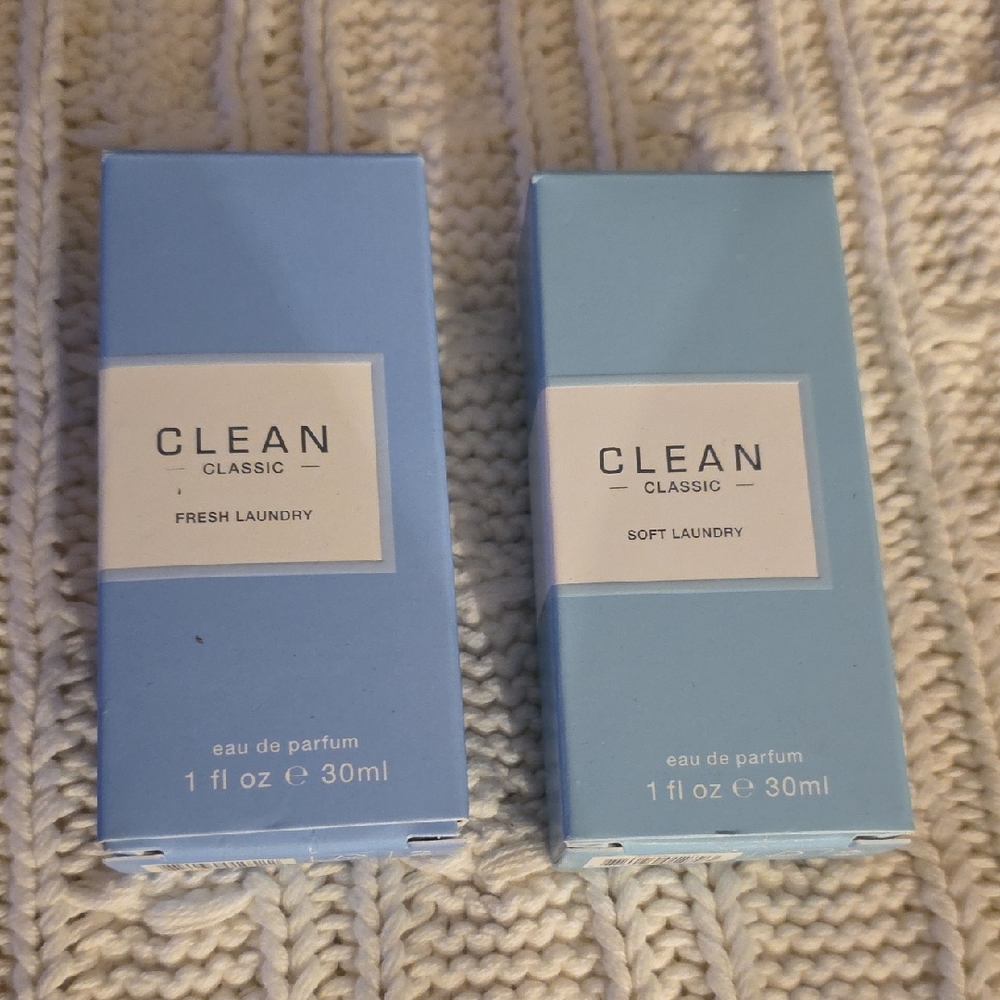 CLEAN
— CLASSIC —
FRESH LAUNDRY
eau de parfum
1 fl oz ℮ 30ml
CLEAN
— CLASSIC —
SOFT LAUNDRY
eau de parfum
1 fl oz ℮ 30ml